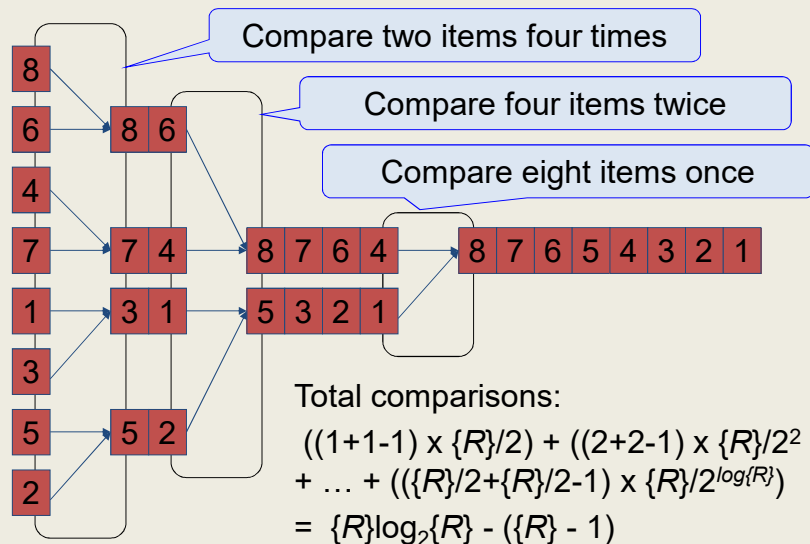 Compare two items four times
8
6
8 6
Compare four items twice
4
Compare eight items once
7
7 4
8 7 6 4
8 7 6 5 4 3 2 1
1
3 1
5 3 2 1
3
5
5 2
2
Total comparisons:
((1+1-1) x {R}/2) + ((2+2-1) x {R}/2²
+ … + (({R}/2+{R}/2-1) x {R}/2^log{R})
= {R}log₂{R} - ({R} - 1)